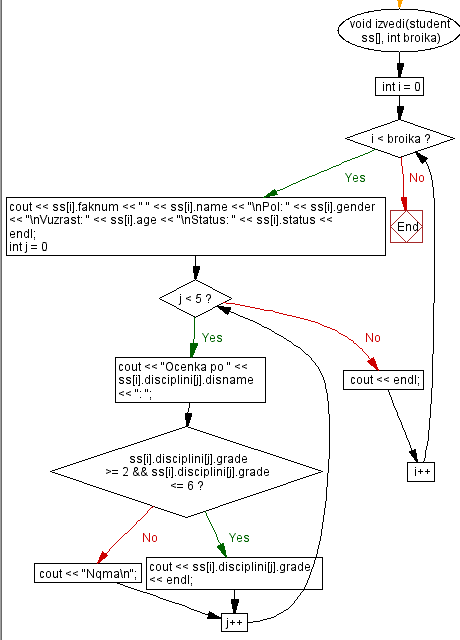 void izvedi(student
ss[], int broika)
int i = 0
i < broika ?
Yes
No
cout << ss[i].faknum << " " << ss[i].name << "\nPol: " << ss[i].gender
<< "\nVuzrast: " << ss[i].age << "\nStatus: " << ss[i].status <<
endl;
int j = 0
End
j < 5 ?
Yes
No
cout << "Ocenka po " <<
ss[i].disciplini[j].disname
<< ": ";
cout << endl;
ss[i].disciplini[j].grade
>= 2 && ss[i].disciplini[j].grade
<= 6 ?
i++
No
Yes
cout << "Nqma\n";
cout << ss[i].disciplini[j].grade
<< endl;
j++